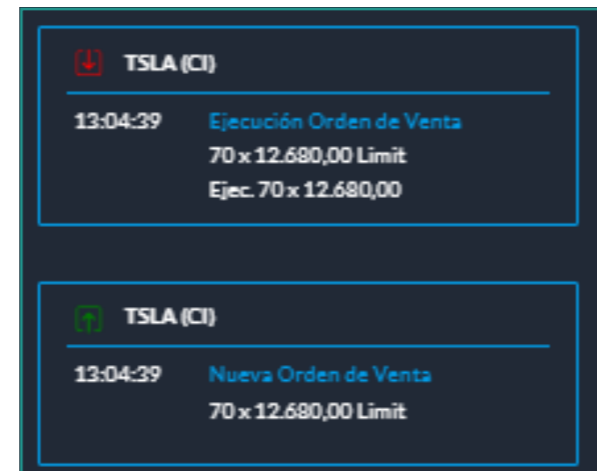 TSLA (CI)
13:04:39 Ejecución Orden de Venta
70 x 12.680,00 Limit
Ejec. 70 x 12.680,00
TSLA (CI)
13:04:39 Nueva Orden de Venta
70 x 12.680,00 Limit